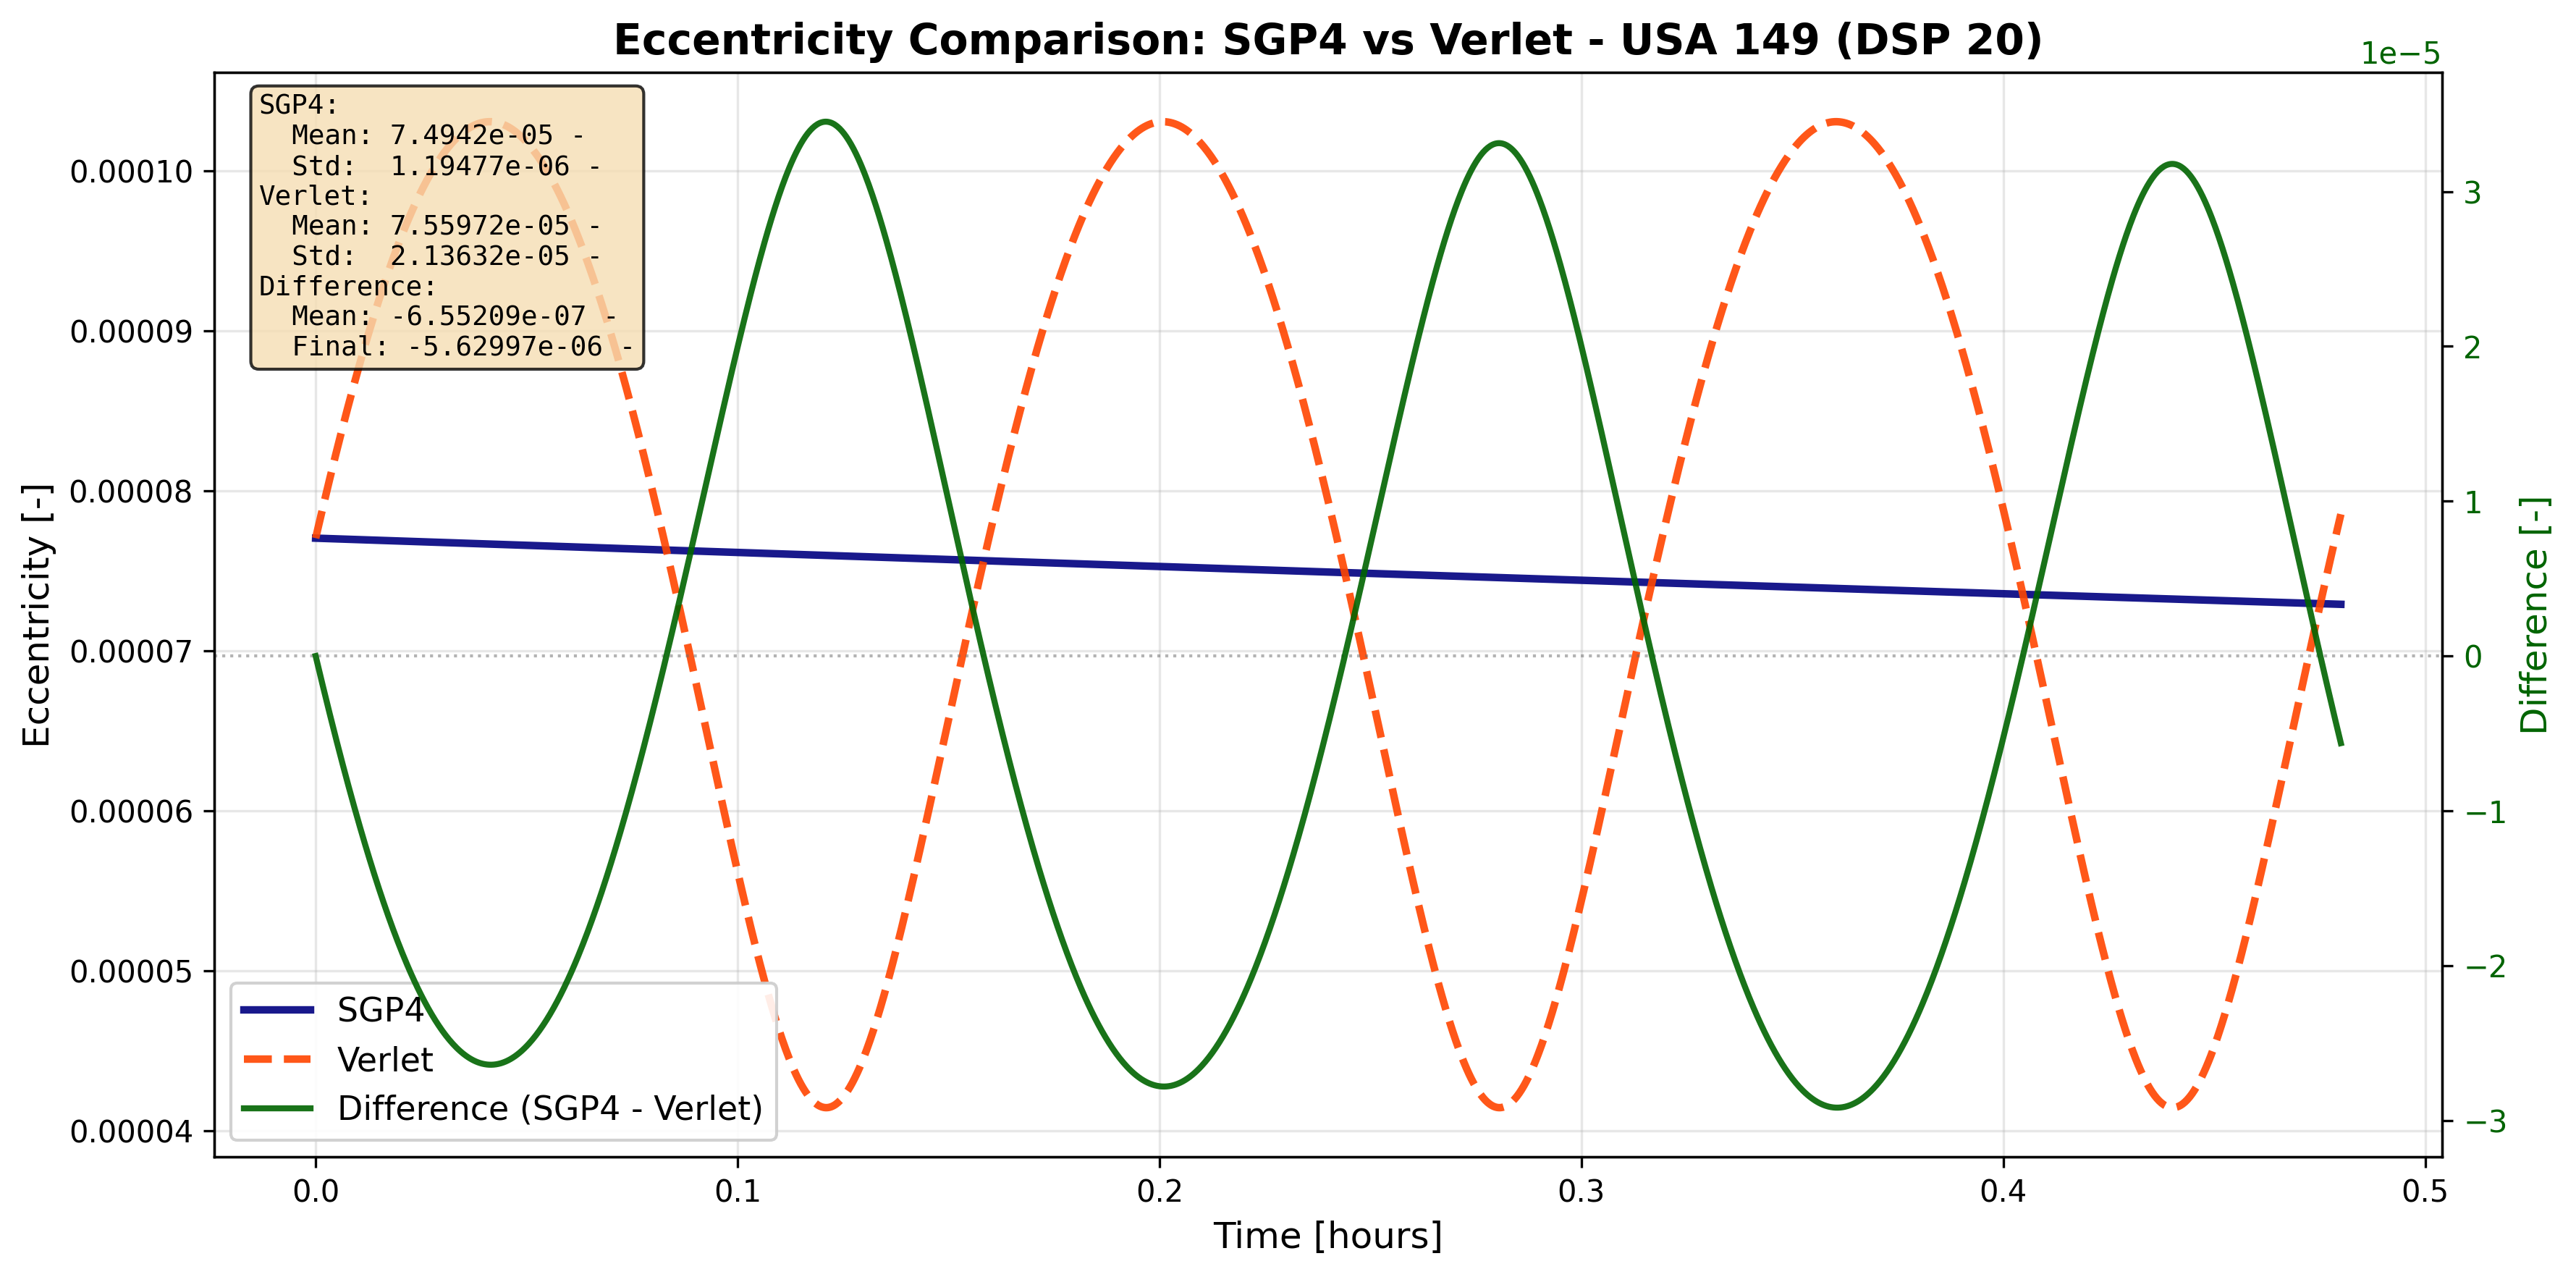 Eccentricity Comparison: SGP4 vs Verlet - USA 149 (DSP 20)
1e−5
SGP4:
Mean: 7.4942e-05 -
Std: 1.19477e-06 -
Verlet:
Mean: 7.55972e-05 -
Std: 2.13632e-05 -
Difference:
Mean: -6.55209e-07 -
Final: -5.62997e-06 -
0.00010
0.00009
0.00008
0.00007
0.00006
0.00005
0.00004
Eccentricity [-]
3
2
1
0
−1
−2
−3
Difference [-]
SGP4
Verlet
Difference (SGP4 - Verlet)
0.0 0.1 0.2 0.3 0.4 0.5
Time [hours]